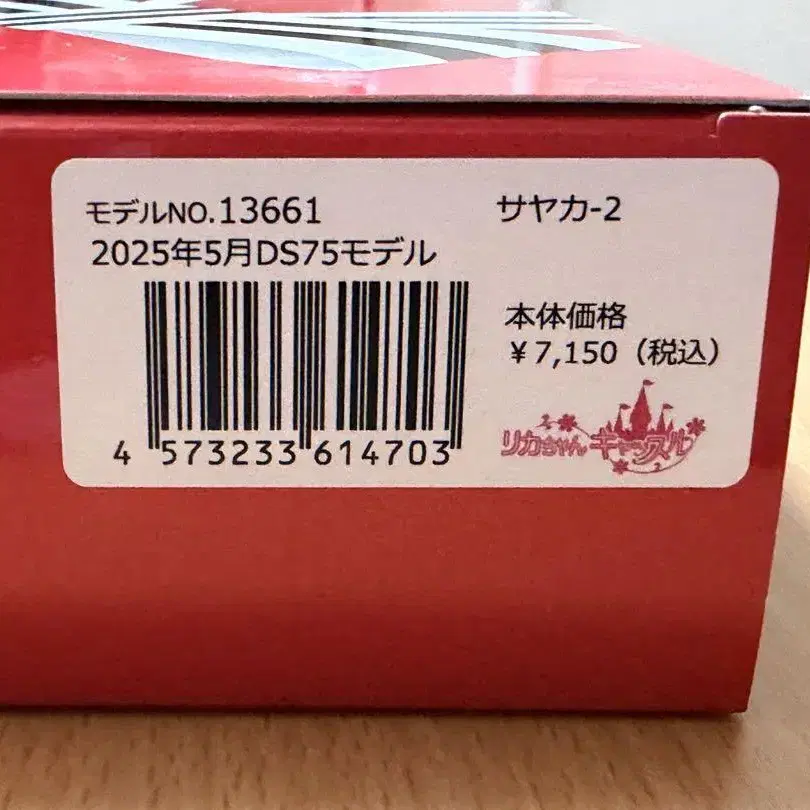 モデルNO.13661
サヤカ-2
2025年5月DS75モデル
本体価格
¥7,150（税込）
4 573233 614703
リカちゃん キャッスル